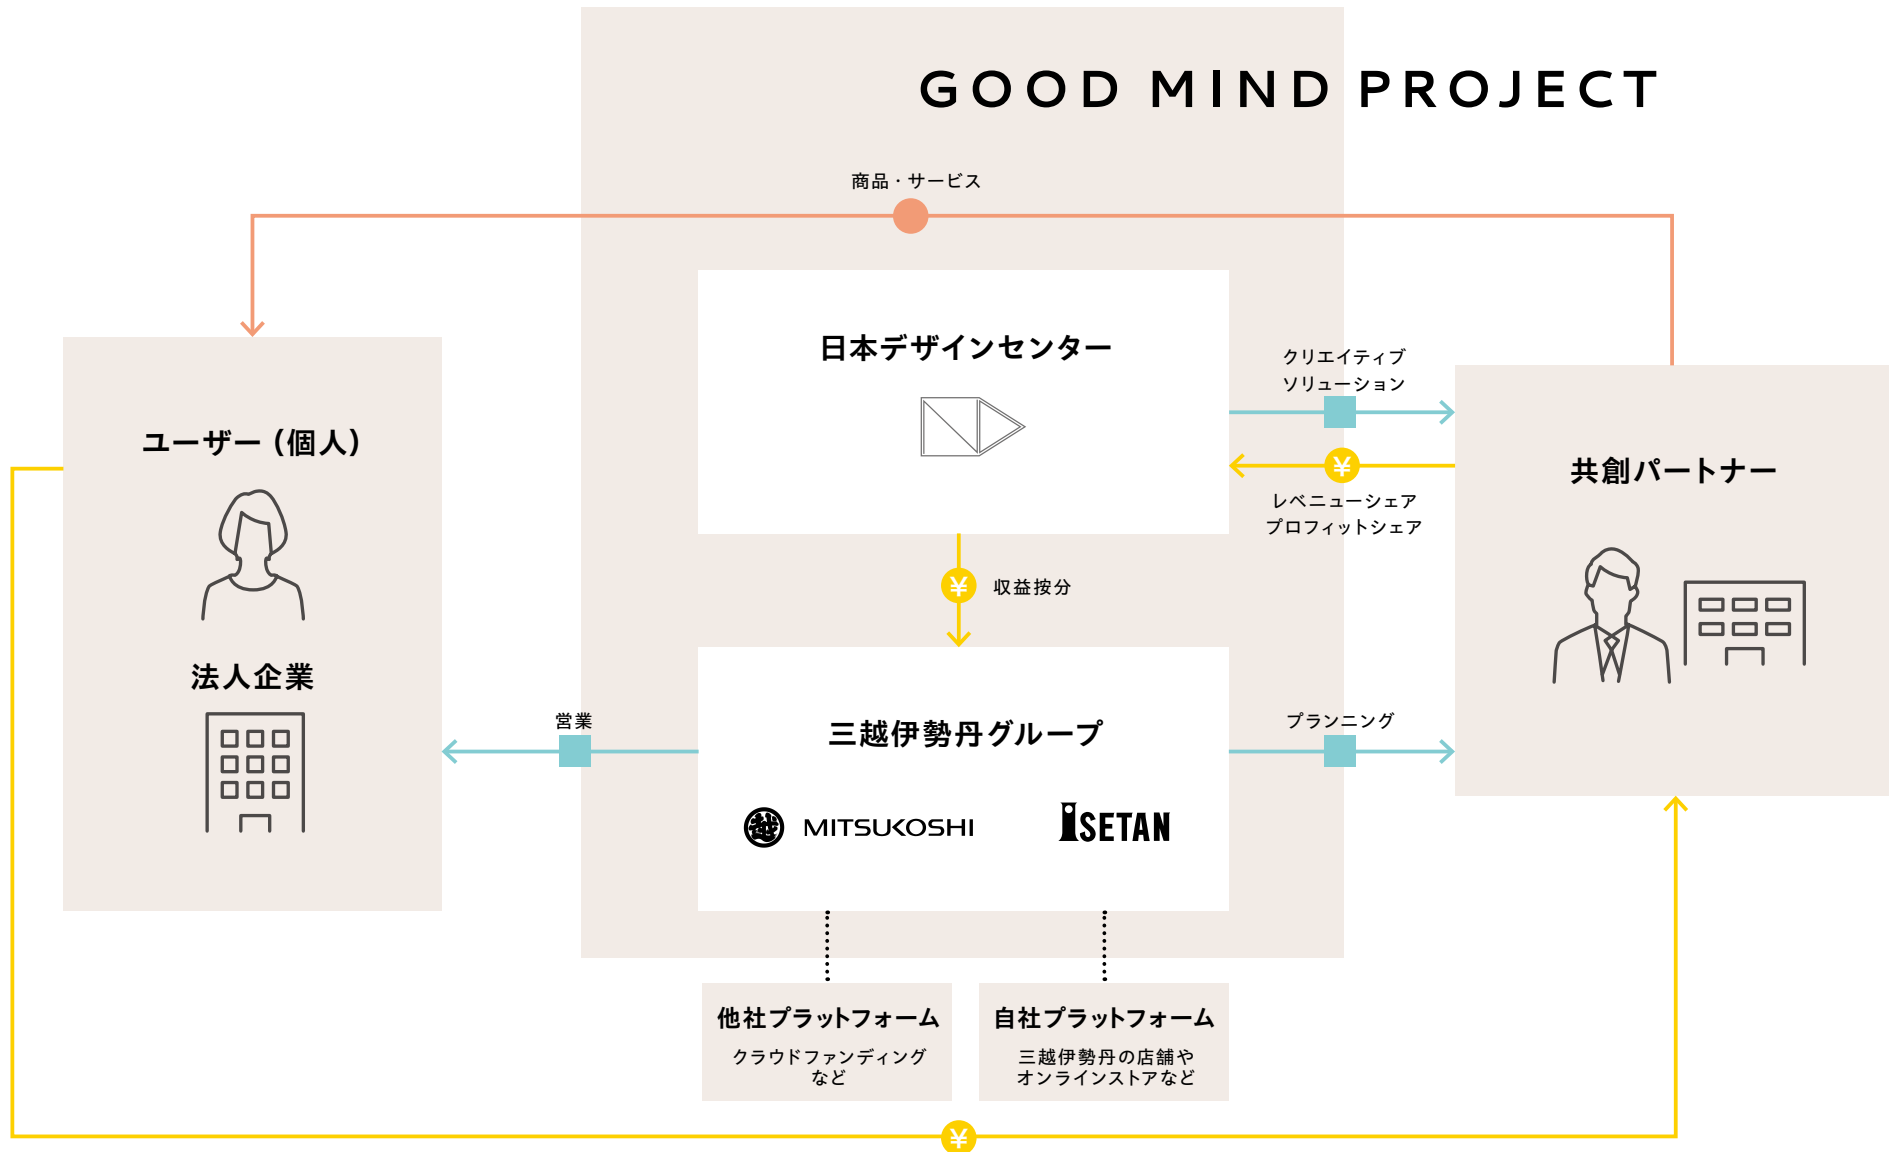 GOOD MIND PROJECT
商品・サービス
日本デザインセンター
クリエイティブ
ソリューション
¥
レベニューシェア
プロフィットシェア
共創パートナー
ユーザー（個人）
法人企業
¥
収益按分
営業
三越伊勢丹グループ
プランニング
越 MITSUKOSHI
ISETAN
他社プラットフォーム
クラウドファンディング
など
自社プラットフォーム
三越伊勢丹の店舗や
オンラインストアなど
¥